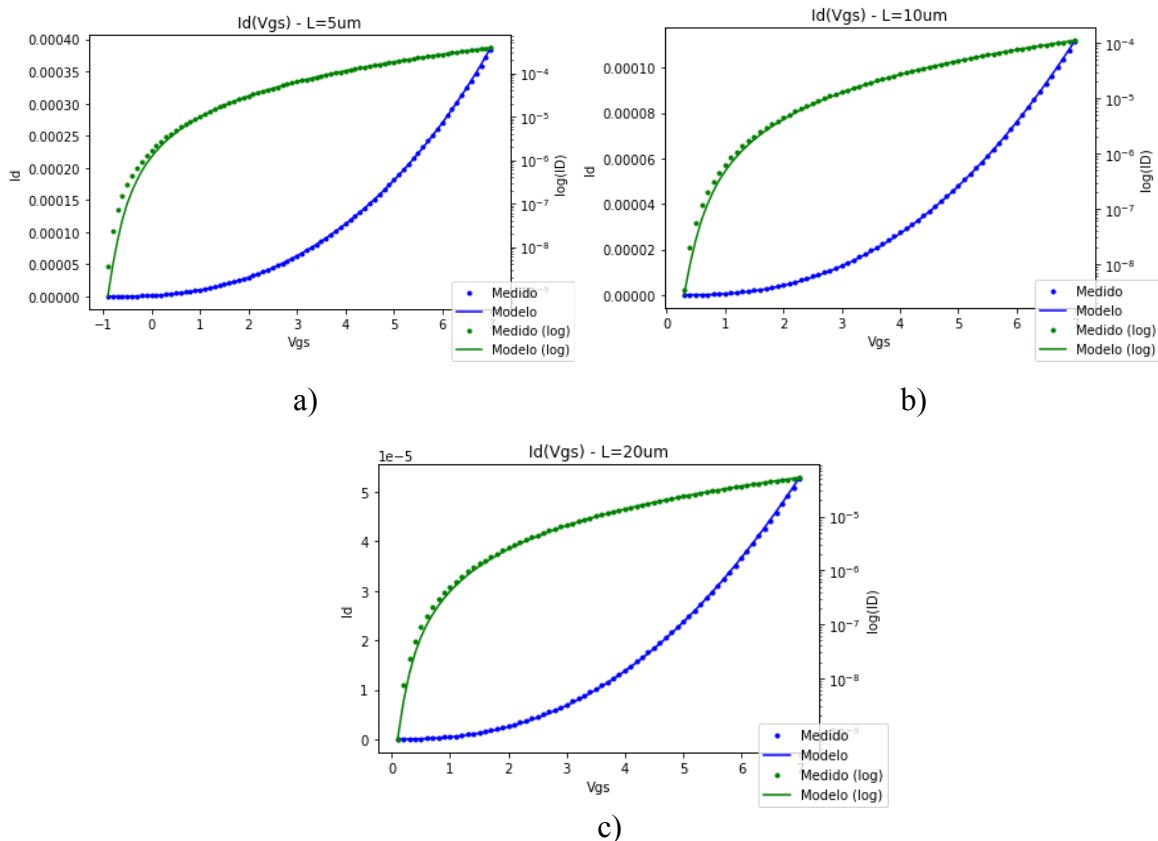 Id(Vgs) - L=5um
0.00040
0.00035
0.00030
0.00025
0.00020
0.00015
0.00010
0.00005
0.00000
Id
10⁻⁴
10⁻⁵
10⁻⁶
10⁻⁷
10⁻⁸
log(ID)
−1 0 1 2 3 4 5 6 7
Vgs
Medido
Modelo
Medido (log)
Modelo (log)
a)
Id(Vgs) - L=10um
0.00010
0.00008
0.00006
0.00004
0.00002
0.00000
Id
10⁻⁴
10⁻⁵
10⁻⁶
10⁻⁷
10⁻⁸
log(ID)
0 1 2 3 4 5 6 7
Vgs
Medido
Modelo
Medido (log)
Modelo (log)
b)
Id(Vgs) - L=20um
1e−5
5
4
3
2
1
0
Id
10⁻⁵
10⁻⁶
10⁻⁷
10⁻⁸
10⁻⁹
log(ID)
0 1 2 3 4 5 6 7
Vgs
Medido
Modelo
Medido (log)
Modelo (log)
c)